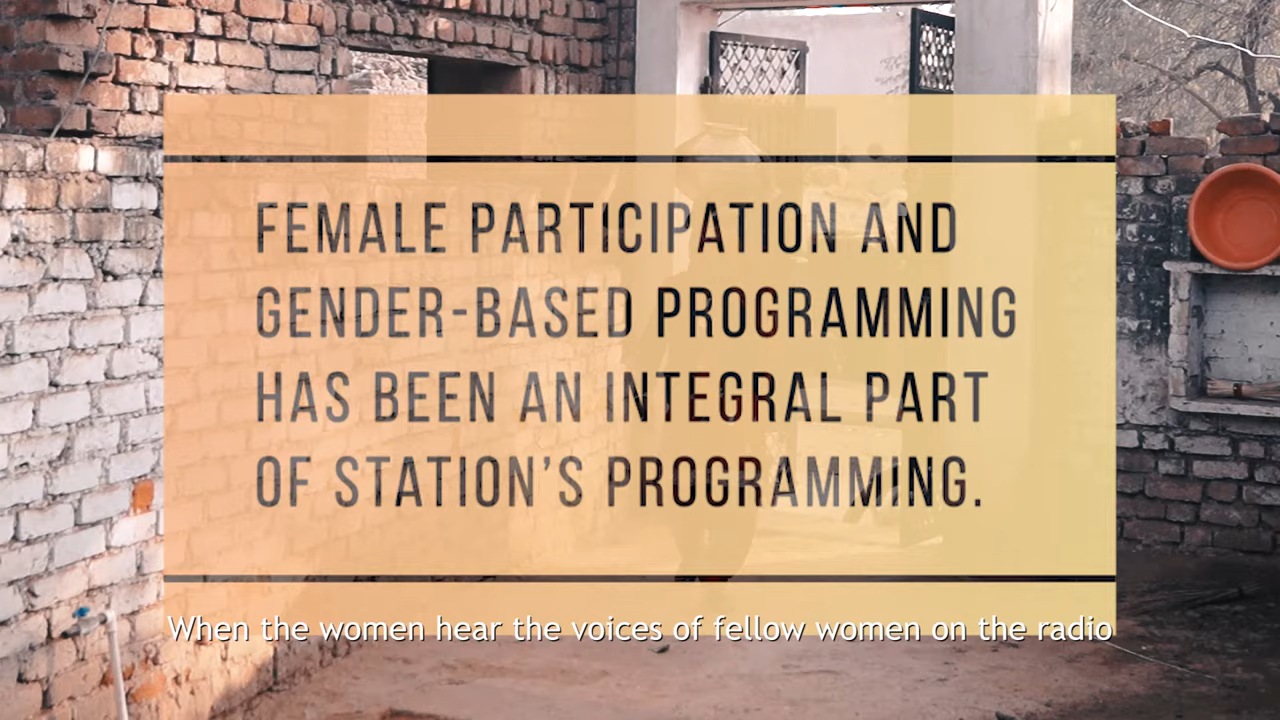 FEMALE PARTICIPATION AND
GENDER-BASED PROGRAMMING
HAS BEEN AN INTEGRAL PART
OF STATION'S PROGRAMMING.
When the women hear the voices of fellow women on the radio